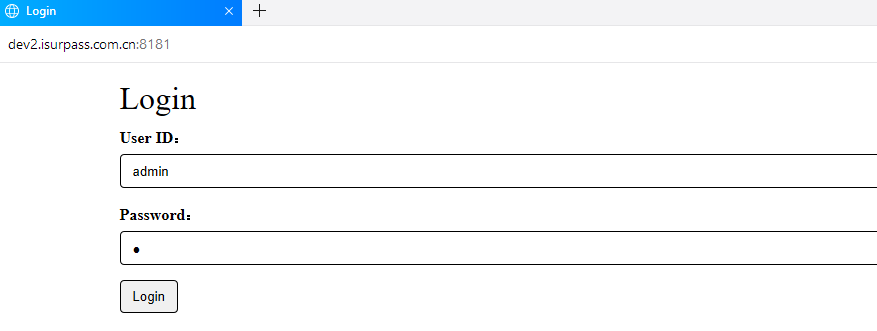 Login
dev2.isurpass.com.cn:8181
Login
User ID：
admin
Password：
●
Login